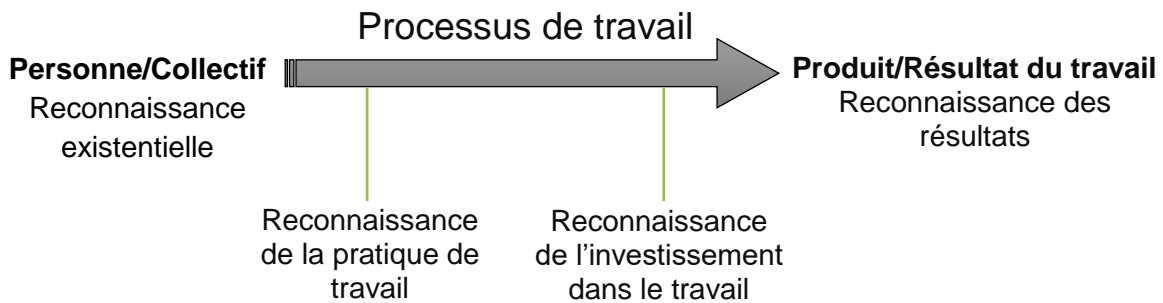 Processus de travail
Personne/Collectif
Reconnaissance
existentielle
Produit/Résultat du travail
Reconnaissance des
résultats
Reconnaissance
de la pratique de
travail
Reconnaissance
de l’investissement
dans le travail